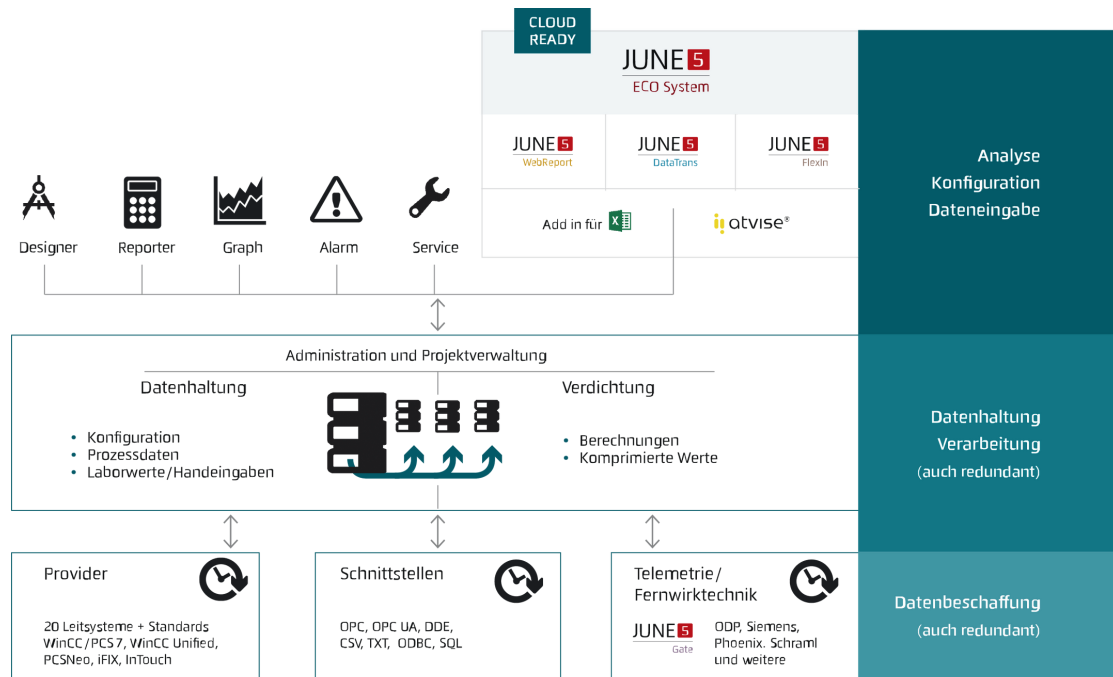 CLOUD
READY
JUNE 5
ECO System
JUNE 5
WebReport
JUNE 5
DataTrans
JUNE 5
FlexIn
Add in für
X
atvise®
Analyse
Konfiguration
Dateneingabe
Designer
Reporter
Graph
Alarm
Service
Administration und Projektverwaltung
Datenhaltung
• Konfiguration
• Prozessdaten
• Laborwerte/Handeingaben
Verdichtung
• Berechnungen
• Komprimierte Werte
Datenhaltung
Verarbeitung
(auch redundant)
Provider
20 Leitsysteme + Standards
WinCC/PCS7, WinCC Unified,
PCSNeo, iFIX, InTouch
Schnittstellen
OPC, OPC UA, DDE,
CSV, TXT, ODBC, SQL
Telemetrie/
Fernwirktechnik
JUNE 5
Gate
ODP, Siemens,
Phoenix. Schraml
und weitere
Datenbeschaffung
(auch redundant)